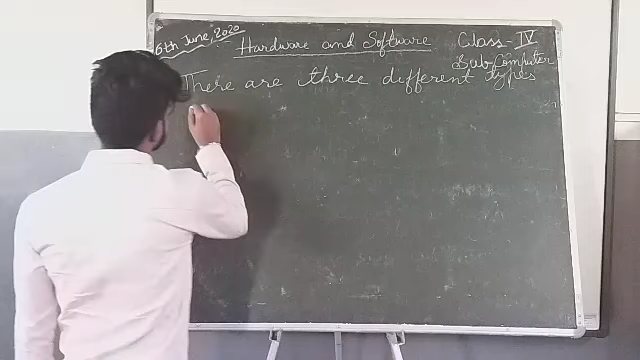 6th June, 2020
Hardware and Software
Class - IV
Sub Computer
There are three different types